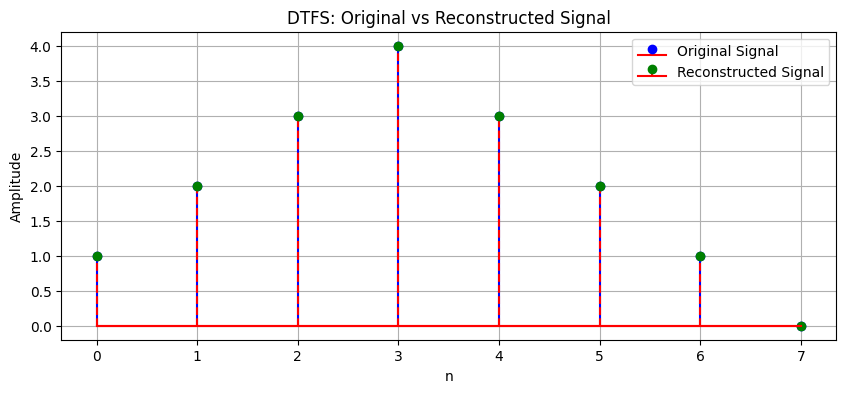 DTFS: Original vs Reconstructed Signal
Original Signal
Reconstructed Signal
4.0
3.5
3.0
2.5
2.0
1.5
1.0
0.5
0.0
Amplitude
0 1 2 3 4 5 6 7
n